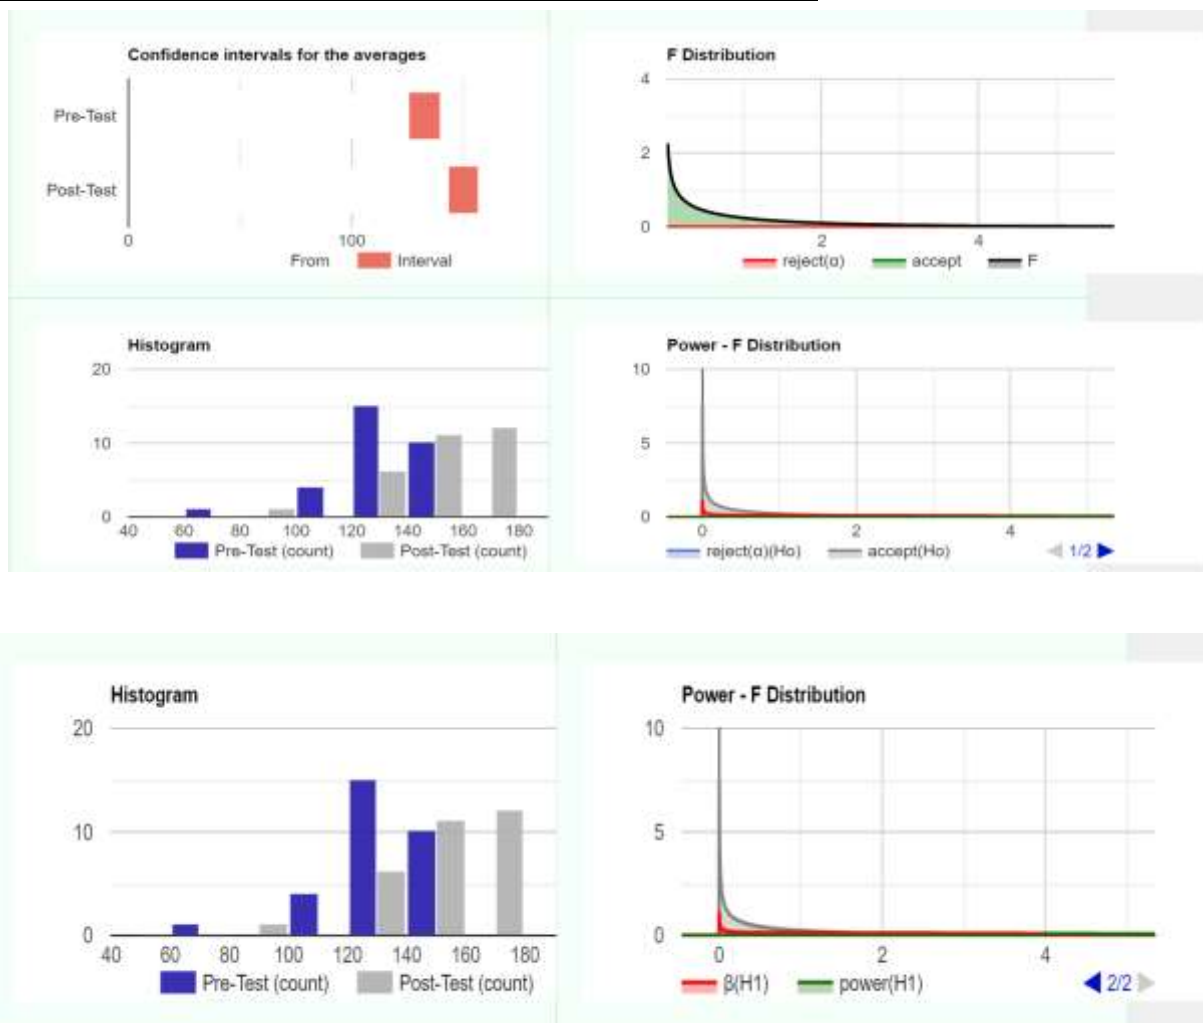 Confidence intervals for the averages
Pre-Test
Post-Test
0 100
From Interval
F Distribution
4
2
0
2 4
reject(α) accept F
Histogram
20
10
0
40 60 80 100 120 140 160 180
Pre-Test (count) Post-Test (count)
Power - F Distribution
10
5
0
0 2 4
reject(α)(Ho) accept(Ho) 1/2
Histogram
20
10
0
40 60 80 100 120 140 160 180
Pre-Test (count) Post-Test (count)
Power - F Distribution
10
5
0
0 2 4
β(H1) power(H1) 2/2